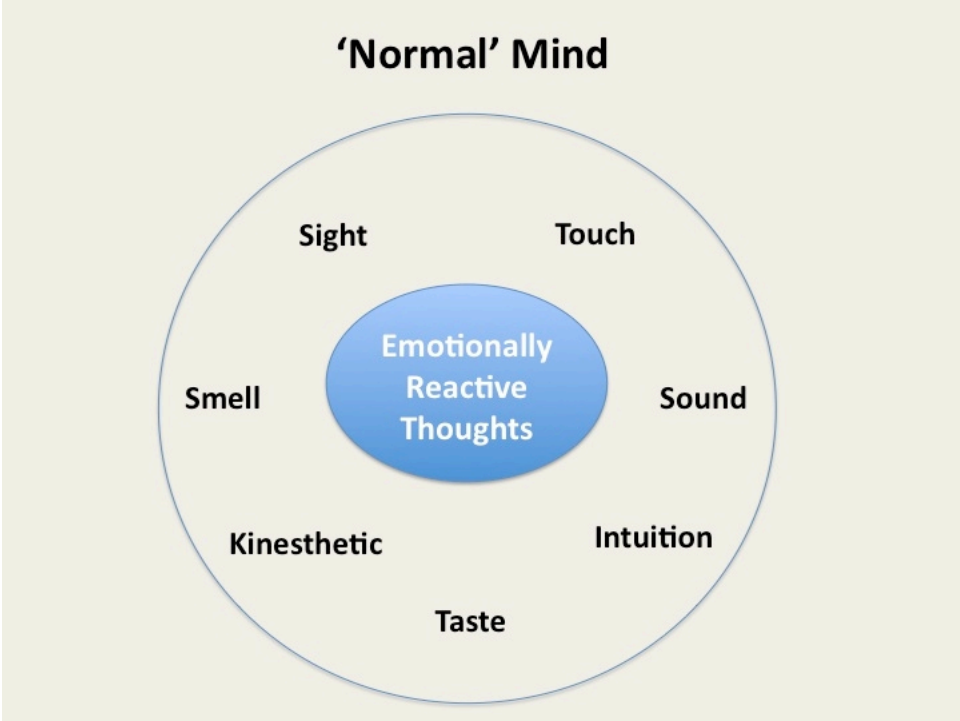 ‘Normal’ Mind
Sight
Touch
Emotionally
Reactive
Thoughts
Smell
Sound
Kinesthetic
Intuition
Taste